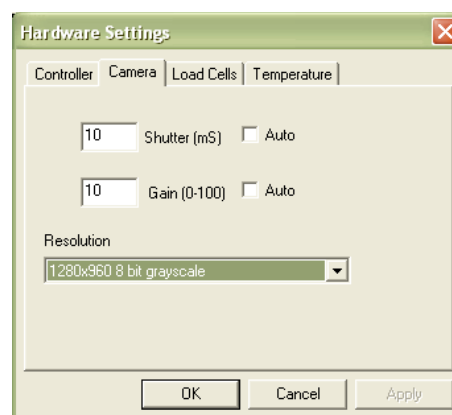 Hardware Settings
Controller Camera Load Cells Temperature
10 Shutter (mS) Auto
10 Gain (0-100) Auto
Resolution
1280x960 8 bit grayscale
OK Cancel Apply